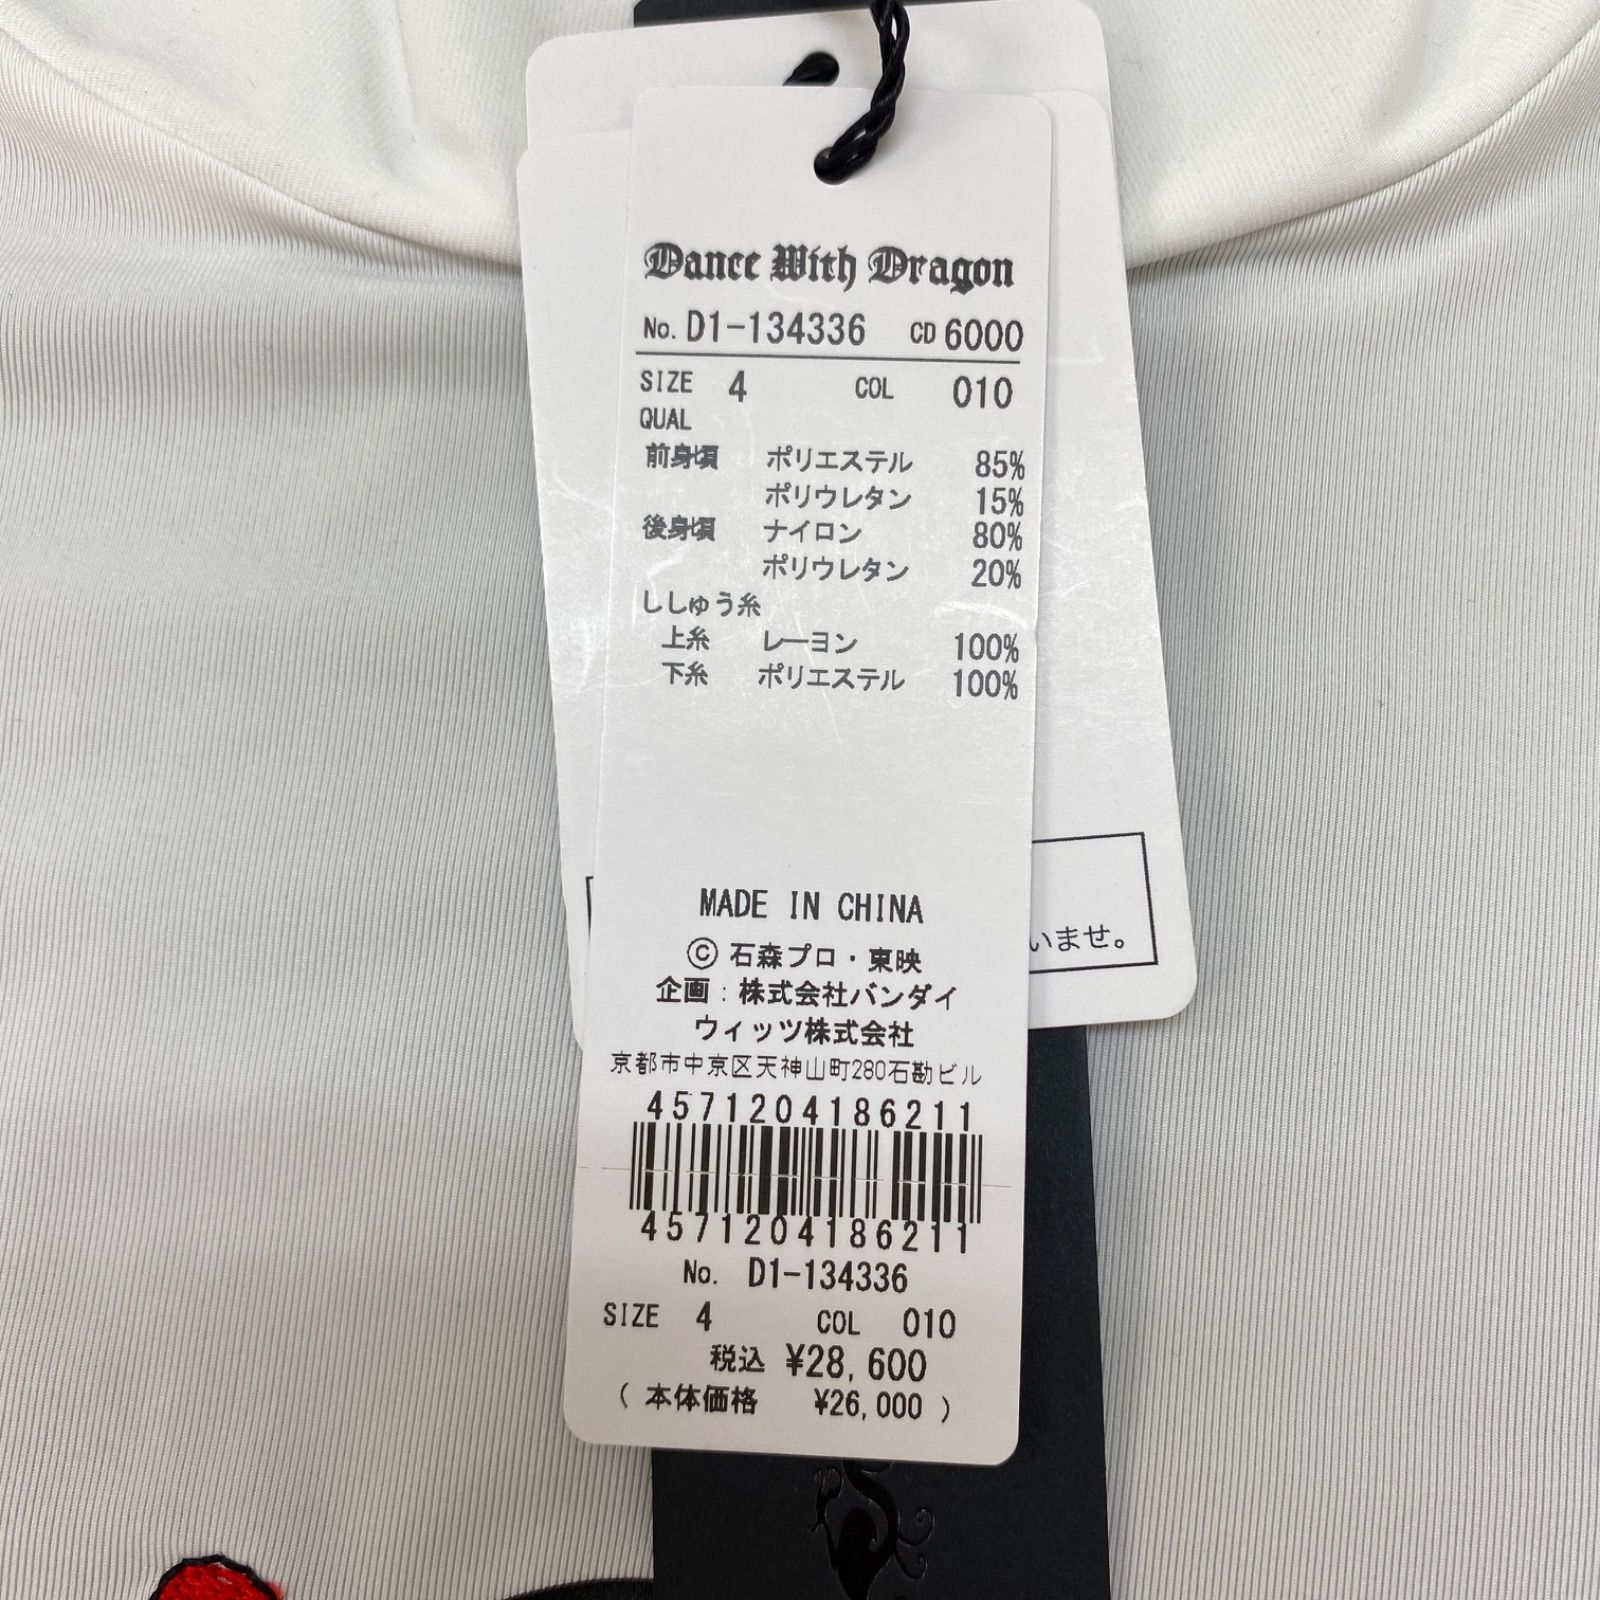 Dance With Dragon
No. D1-134336 CD 6000
SIZE 4 COL 010
QUAL
前身頃 ポリエステル 85%
ポリウレタン 15%
後身頃 ナイロン 80%
ポリウレタン 20%
ししゅう糸
上糸 レーヨン 100%
下糸 ポリエステル 100%
MADE IN CHINA
©石森プロ・東映
企画:株式会社バンダイ
ウィッツ株式会社
京都市中京区天神山町280石勘ビル
4571204186211
4571204186211
No. D1-134336
SIZE 4 COL 010
税込 ¥28,600
(本体価格 ¥26,000)
いませ。